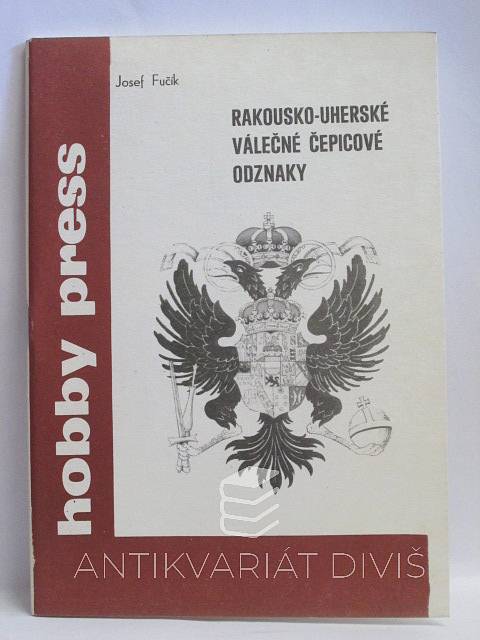 Josef Fučík
RAKOUSKO-UHERSKÉ
VÁLEČNÉ ČEPICOVÉ
ODZNAKY
hobby press
ANTIKVARIÁT DIVIŠ